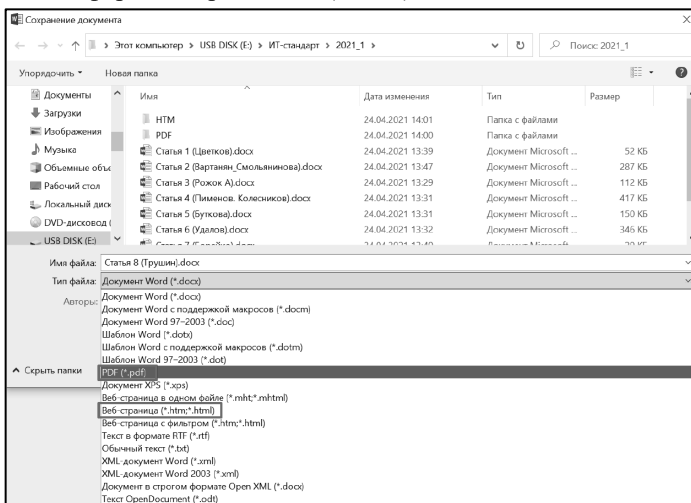 Сохранение документа
Этот компьютер > USB DISK (E:) > ИТ-стандарт > 2021_1 >
Поиск: 2021_1
Упорядочить
Новая папка
Имя
Дата изменения
Тип
Размер
Документы
Загрузки
Изображения
Музыка
Объемные объе
Рабочий стол
Локальный диск
DVD-дисковод (
USB DISK (E:)
HTM 24.04.2021 14:01 Папка с файлами
PDF 24.04.2021 14:00 Папка с файлами
Статья 1 (Цветков).docx 24.04.2021 13:39 Документ Microsoft ... 52 КБ
Статья 2 (Вартанян_Смольянинова).docx 24.04.2021 13:47 Документ Microsoft ... 287 КБ
Статья 3 (Рожок А).docx 24.04.2021 13:29 Документ Microsoft ... 112 КБ
Статья 4 (Пименов. Колесников).docx 24.04.2021 13:31 Документ Microsoft ... 417 КБ
Статья 5 (Буткова).docx 24.04.2021 13:31 Документ Microsoft ... 150 КБ
Статья 6 (Удалов).docx 24.04.2021 13:32 Документ Microsoft ... 346 КБ
Имя файла: Статья 8 (Трушин).docx
Тип файла: Документ Word (*.docx)
Авторы:
Документ Word (*.docx)
Документ Word с поддержкой макросов (*.docm)
Документ Word 97–2003 (*.doc)
Шаблон Word (*.dotx)
Шаблон Word с поддержкой макросов (*.dotm)
Шаблон Word 97–2003 (*.dot)
Скрыть папки
PDF (*.pdf)
Документ XPS (*.xps)
Веб-страница в одном файле (*.mht;*.mhtml)
Веб-страница (*.htm;*.html)
Веб-страница с фильтром (*.htm;*.html)
Текст в формате RTF (*.rtf)
Обычный текст (*.txt)
XML-документ Word (*.xml)
XML-документ Word 2003 (*.xml)
Документ в строгом формате Open XML (*.docx)
Текст OpenDocument (*.odt)